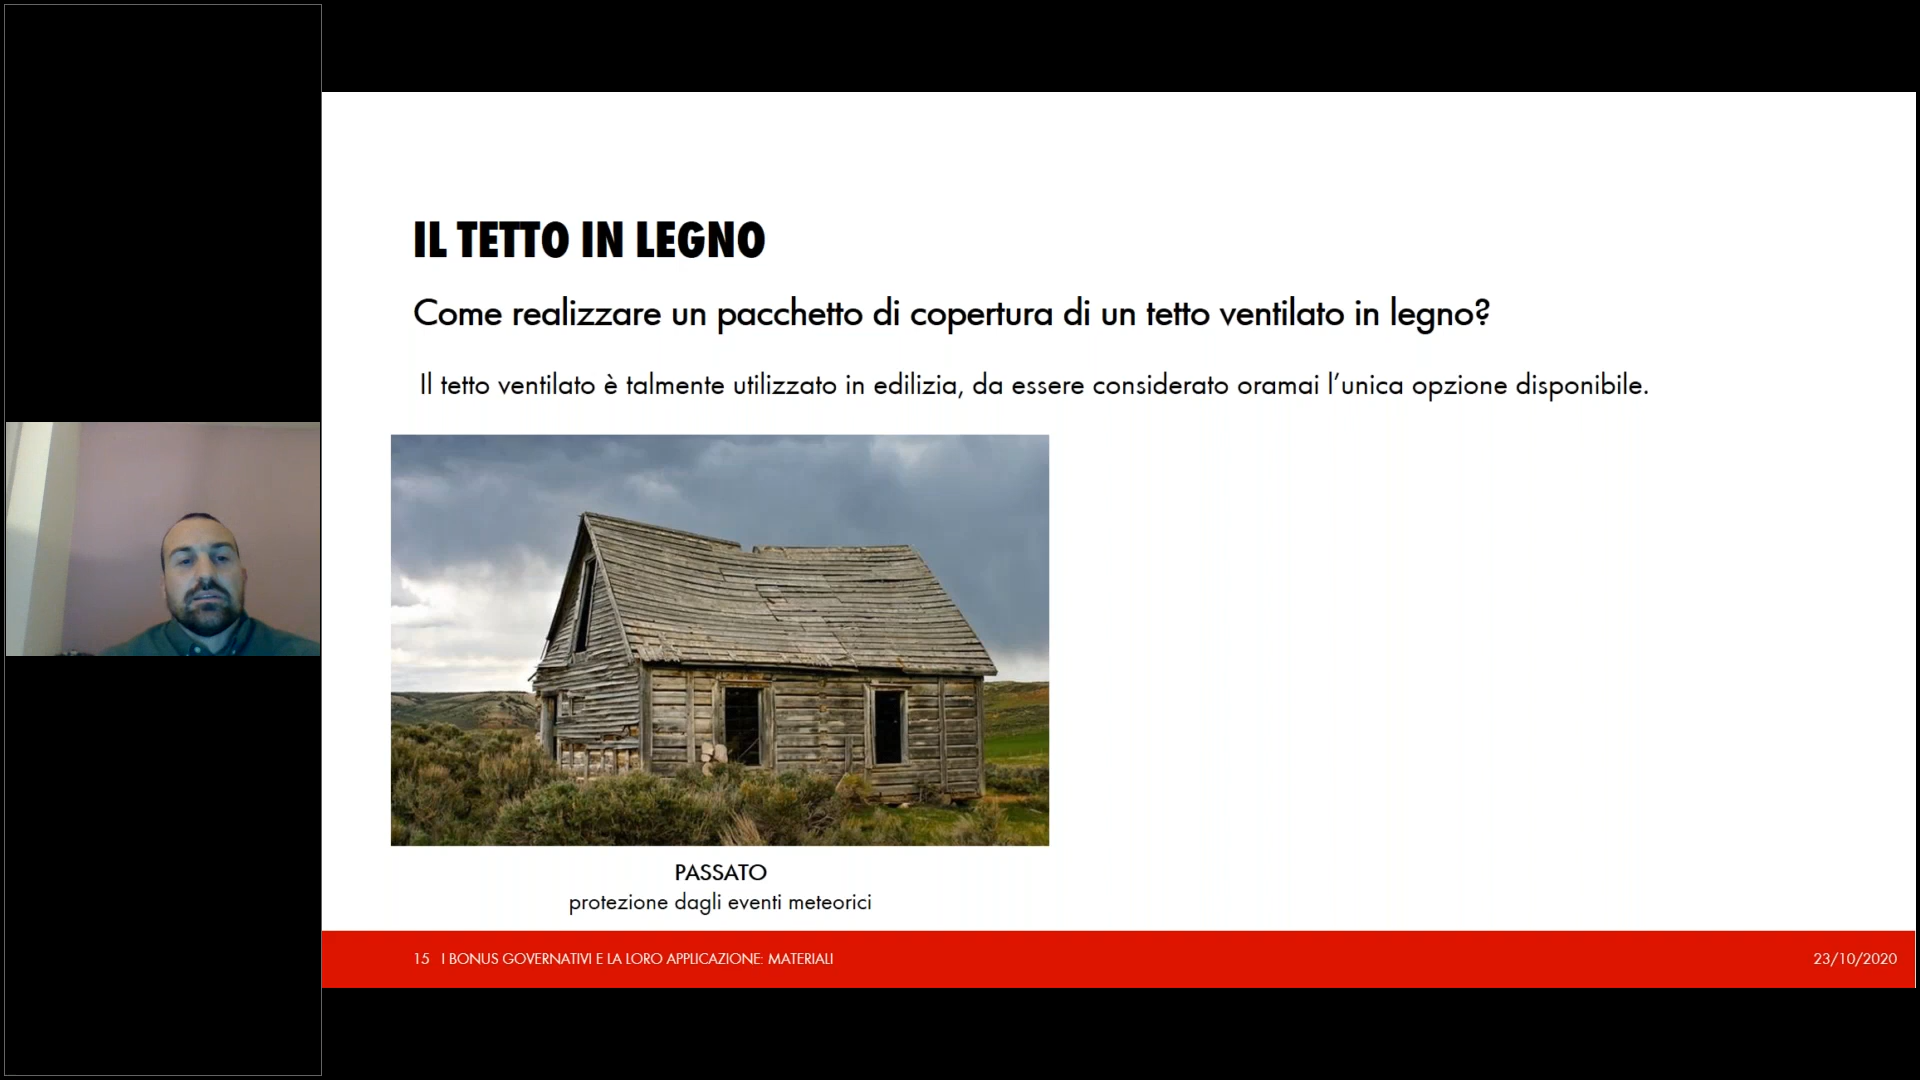 IL TETTO IN LEGNO
Come realizzare un pacchetto di copertura di un tetto ventilato in legno?
Il tetto ventilato è talmente utilizzato in edilizia, da essere considerato oramai l’unica opzione disponibile.
PASSATO
protezione dagli eventi meteorici
15 I BONUS GOVERNATIVI E LA LORO APPLICAZIONE: MATERIALI
23/10/2020